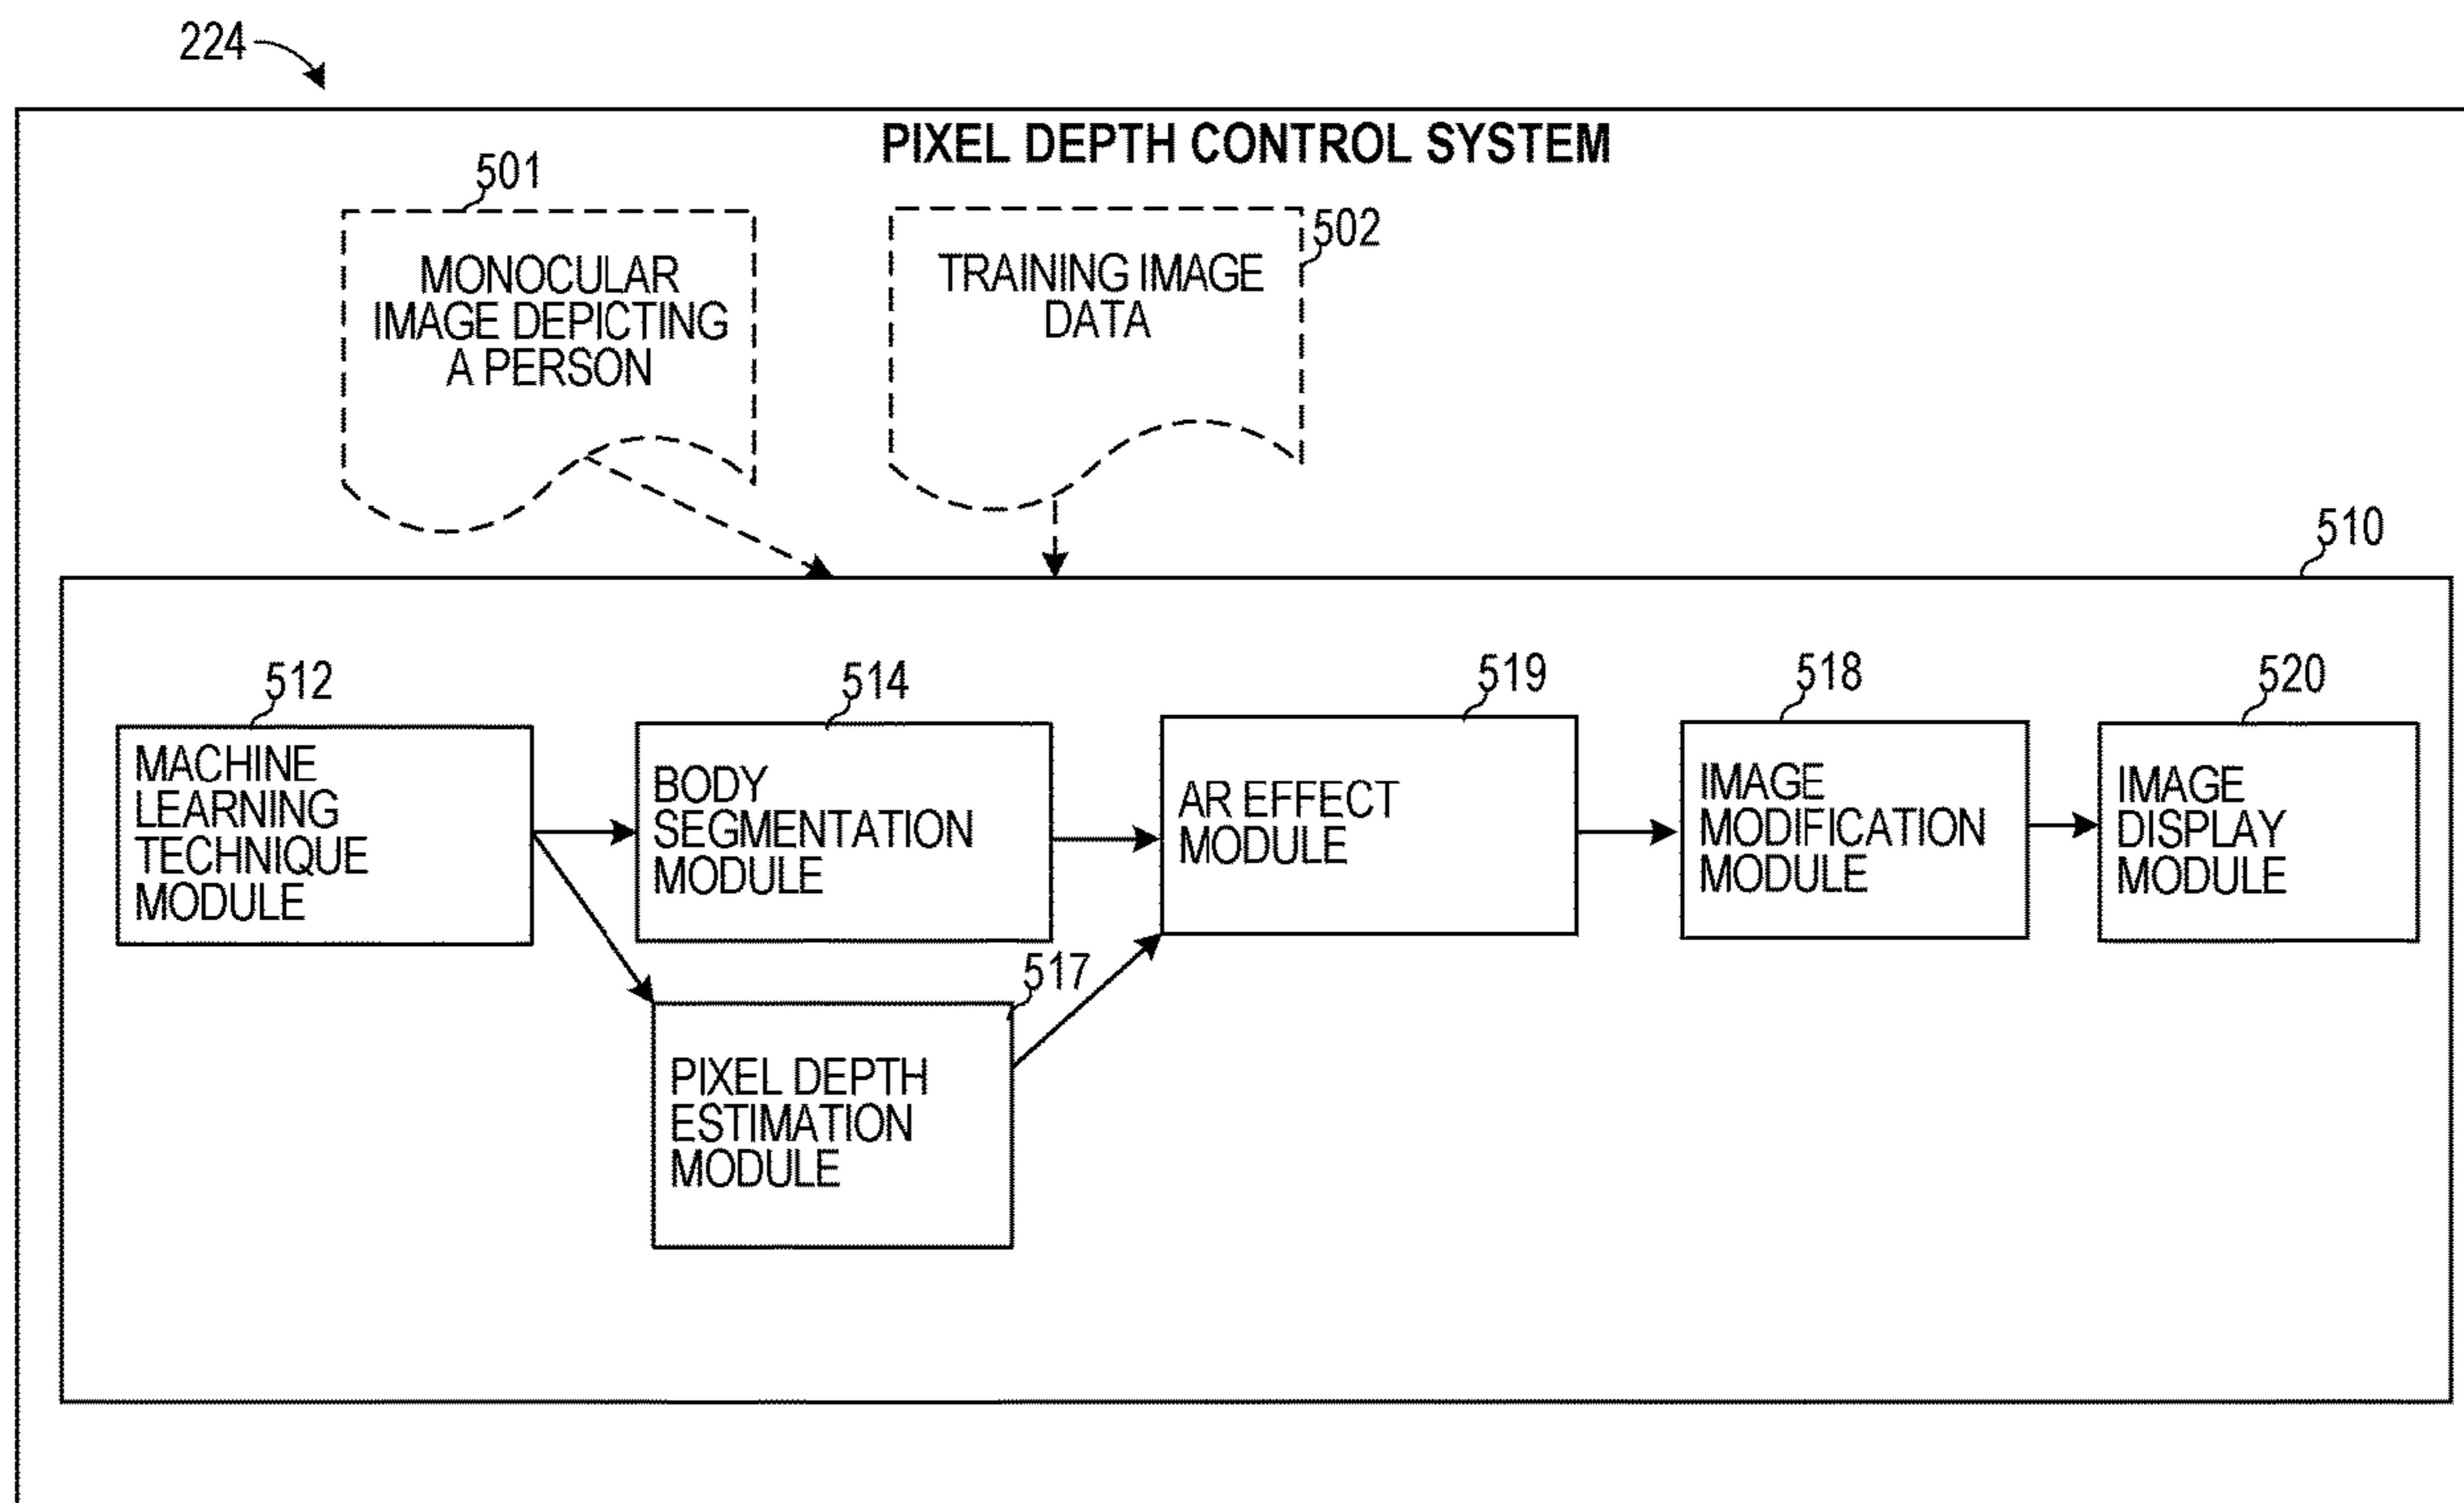 224
PIXEL DEPTH CONTROL SYSTEM
501
MONOCULAR
IMAGE DEPICTING
A PERSON
502
TRAINING IMAGE
DATA
510
512
MACHINE
LEARNING
TECHNIQUE
MODULE
514
BODY
SEGMENTATION
MODULE
517
PIXEL DEPTH
ESTIMATION
MODULE
519
AR EFFECT
MODULE
518
IMAGE
MODIFICATION
MODULE
520
IMAGE
DISPLAY
MODULE